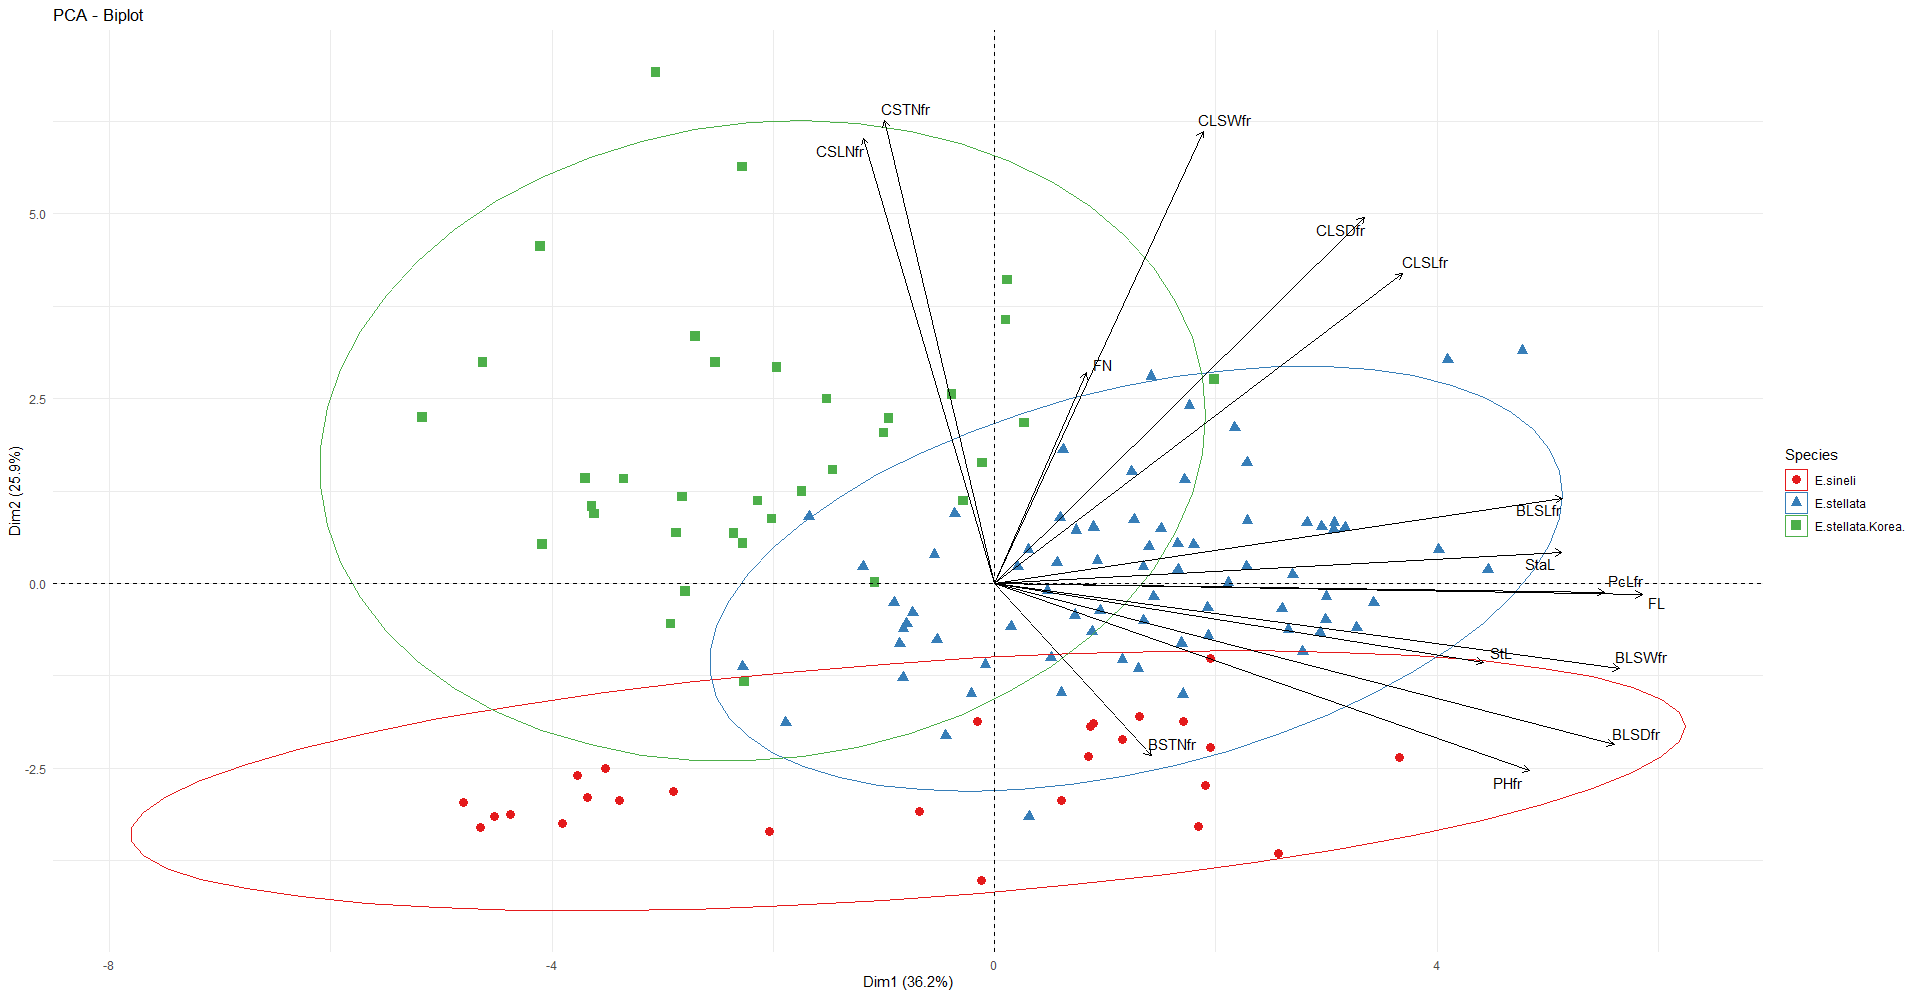 PCA - Biplot
CSTNfr
CLSWfr
CSLNfr
CLSDfr
CLSLfr
FN
BLSLfr
StaL
PcLfr
FL
StL
BLSWfr
BLSDfr
BSTNfr
PHfr
5.0
2.5
0.0
-2.5
Dim2 (25.9%)
-8
-4
0
4
Dim1 (36.2%)
Species
E.sineli
E.stellata
E.stellata.Korea.